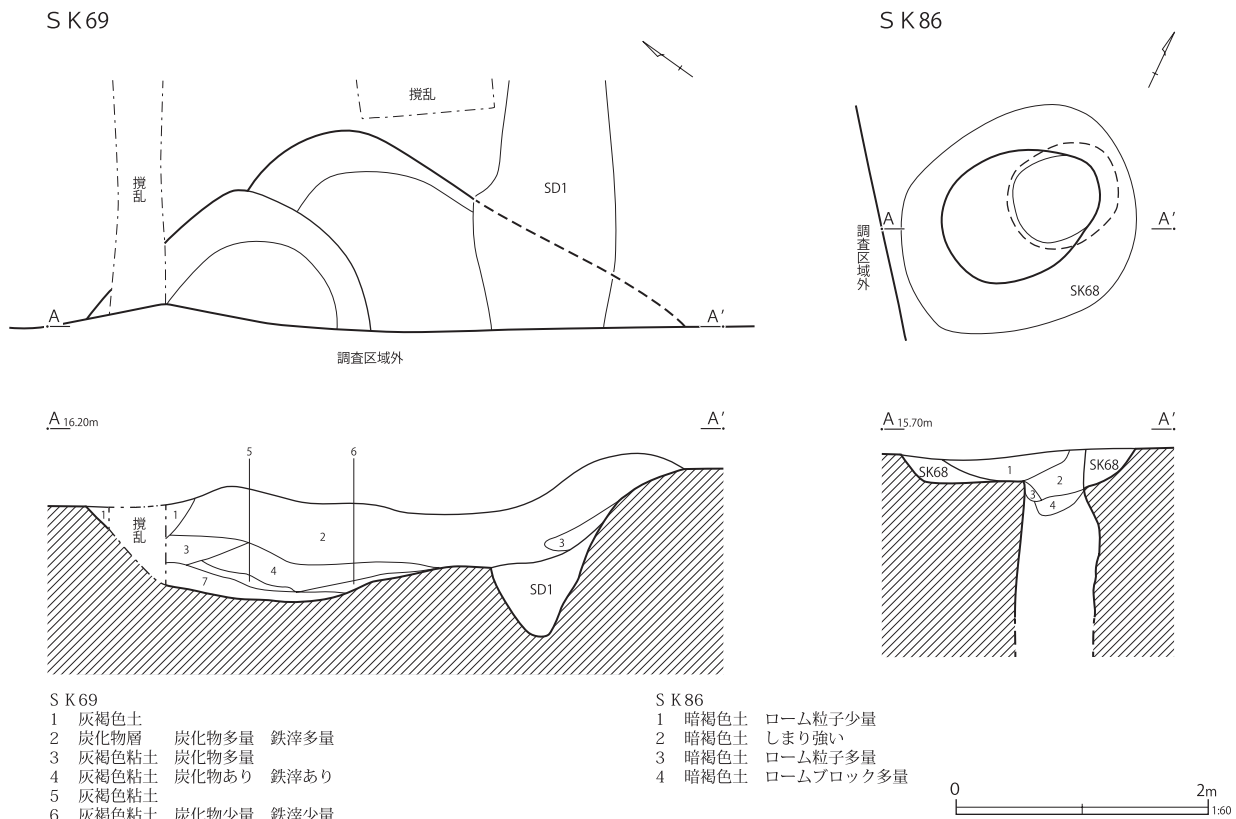 SK69
撹乱
撹乱
SD1
A
A'
調査区域外
SK86
A
A'
調査区域外
SK68
A 16.20m
A'
5
6
1
1
撹乱
3
2
3
4
7
SD1
A 15.70m
A'
SK68
1
2
SK68
3
4
SK69
1 灰褐色土
2 炭化物層 炭化物多量 鉄滓多量
3 灰褐色粘土 炭化物多量
4 灰褐色粘土 炭化物あり 鉄滓あり
5 灰褐色粘土
6 灰褐色粘土 炭化物少量 鉄滓少量
SK86
1 暗褐色土 ローム粒子少量
2 暗褐色土 しまり強い
3 暗褐色土 ローム粒子多量
4 暗褐色土 ロームブロック多量
0 2m
1:60